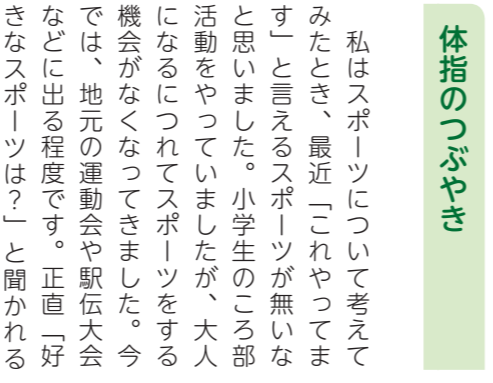 体指のつぶやき
私はスポーツについて考えて
みたとき、最近「これやってま
す」と言えるスポーツが無いな
と思いました。小学生のころ部
活動をやっていましたが、大人
になるにつれてスポーツをする
機会がなくなってきました。今
では、地元の運動会や駅伝大会
などに出る程度です。正直「好
きなスポーツは？」と聞かれる